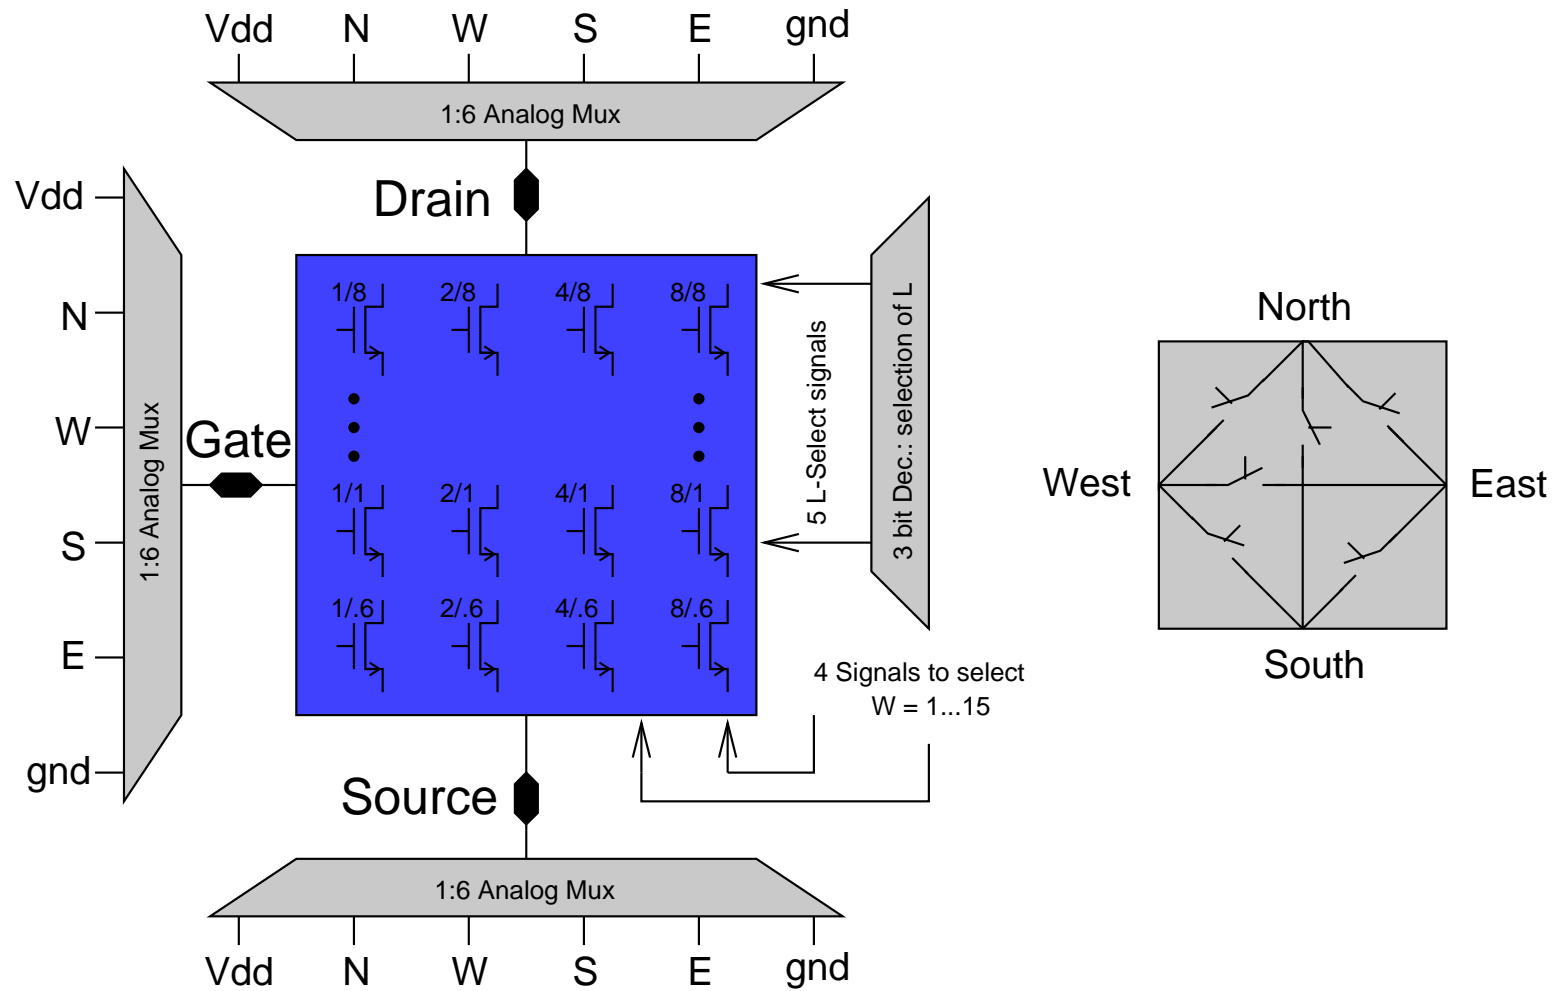 Vdd N W S E gnd
1:6 Analog Mux
Drain
Vdd
N
W
S
E
gnd
1:6 Analog Mux
Gate
1/8 2/8 4/8 8/8
1/1 2/1 4/1 8/1
1/.6 2/.6 4/.6 8/.6
5 L-Select signals
3 bit Dec.: selection of L
4 Signals to select
W = 1...15
Source
1:6 Analog Mux
Vdd N W S E gnd
North
West
East
South